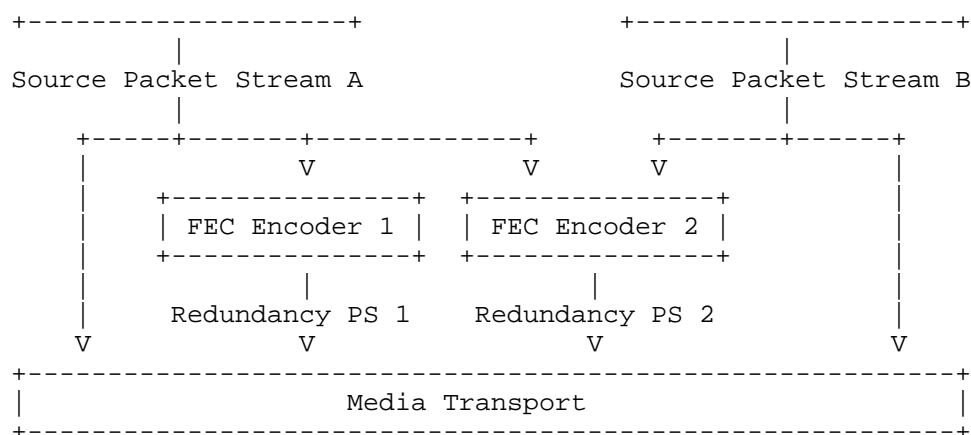 Source Packet Stream A Source Packet Stream B
V V V
FEC Encoder 1 FEC Encoder 2
Redundancy PS 1 Redundancy PS 2
V V V V
Media Transport